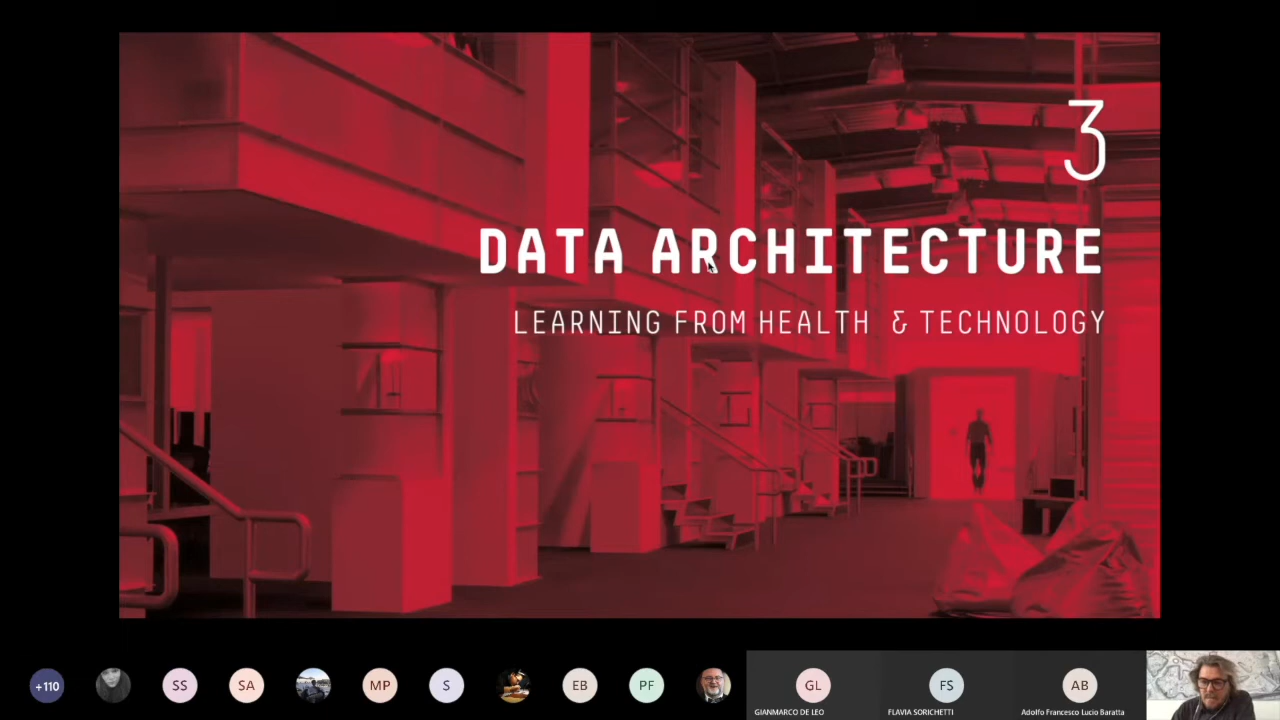 3
DATA ARCHITECTURE
LEARNING FROM HEALTH & TECHNOLOGY
+110
SS
SA
MP
S
EB
PF
GL
GIANMARCO DE LEO
FS
FLAVIA SORICHETTI
AB
Adolfo Francesco Lucio Baratta